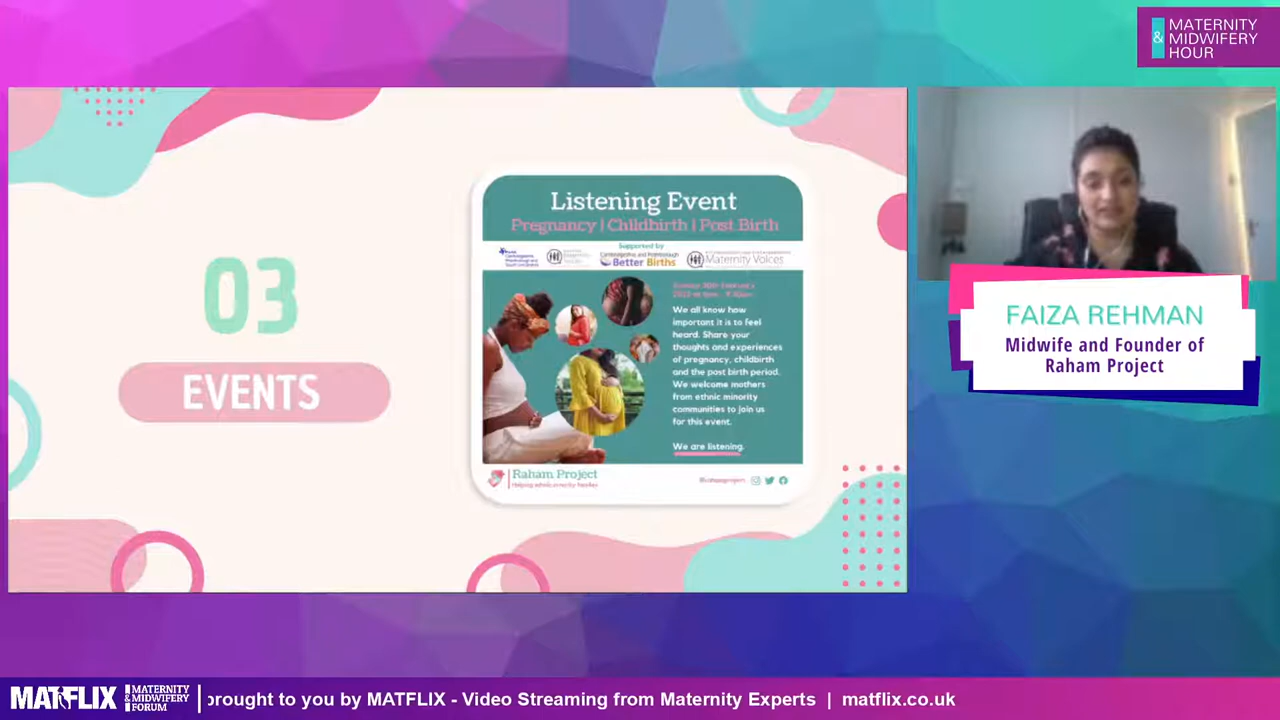 & MATERNITY
MIDWIFERY
HOUR
03
EVENTS
Listening Event
Pregnancy | Childbirth | Post Birth
Supported by
Better Births
Maternity Voices
We all know how
important it is to feel
heard. Share your
thoughts and experiences
of pregnancy, childbirth
and the post birth period.
We welcome mothers
from ethnic minority
communities to join us
for this event.
We are listening.
Raham Project
Helping ethnic minority families
FAIZA REHMAN
Midwife and Founder of
Raham Project
MATFLIX
MATERNITY
& MIDWIFERY
FORUM
brought to you by MATFLIX - Video Streaming from Maternity Experts | matflix.co.uk